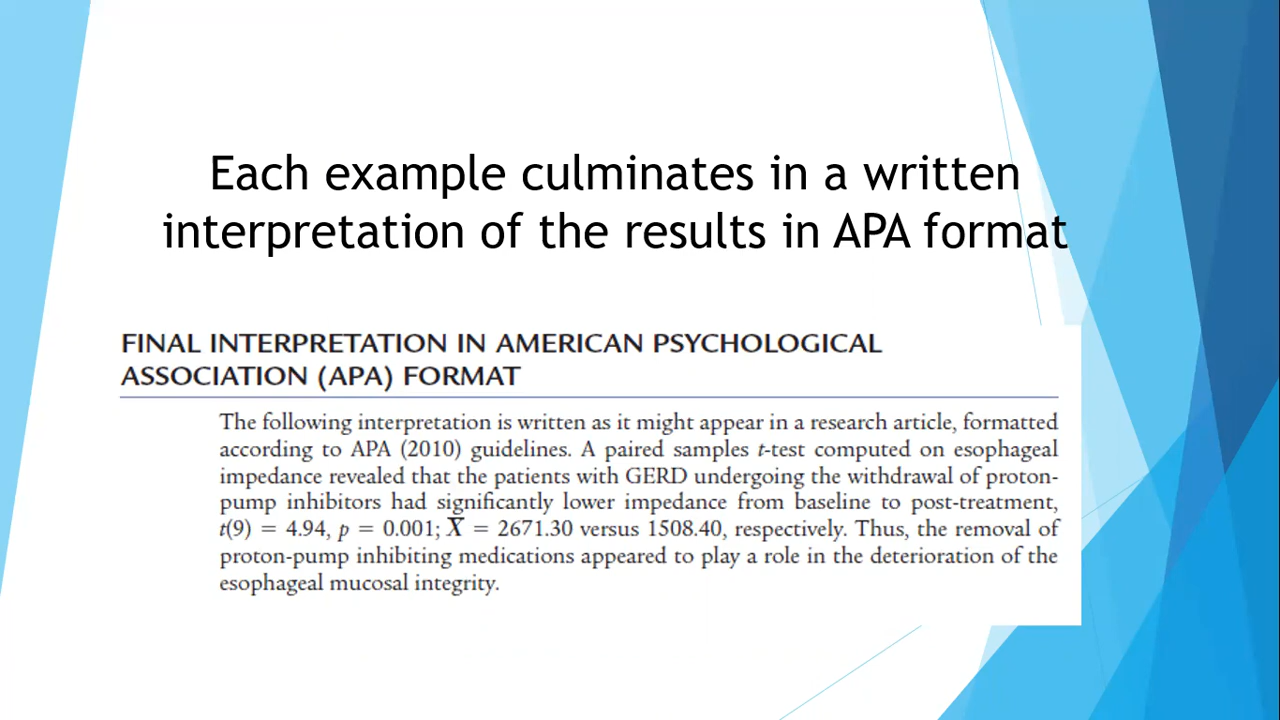 Each example culminates in a written
interpretation of the results in APA format
FINAL INTERPRETATION IN AMERICAN PSYCHOLOGICAL
ASSOCIATION (APA) FORMAT
The following interpretation is written as it might appear in a research article, formatted
according to APA (2010) guidelines. A paired samples t-test computed on esophageal
impedance revealed that the patients with GERD undergoing the withdrawal of proton-
pump inhibitors had significantly lower impedance from baseline to post-treatment,
t(9) = 4.94, p = 0.001; X̅ = 2671.30 versus 1508.40, respectively. Thus, the removal of
proton-pump inhibiting medications appeared to play a role in the deterioration of the
esophageal mucosal integrity.